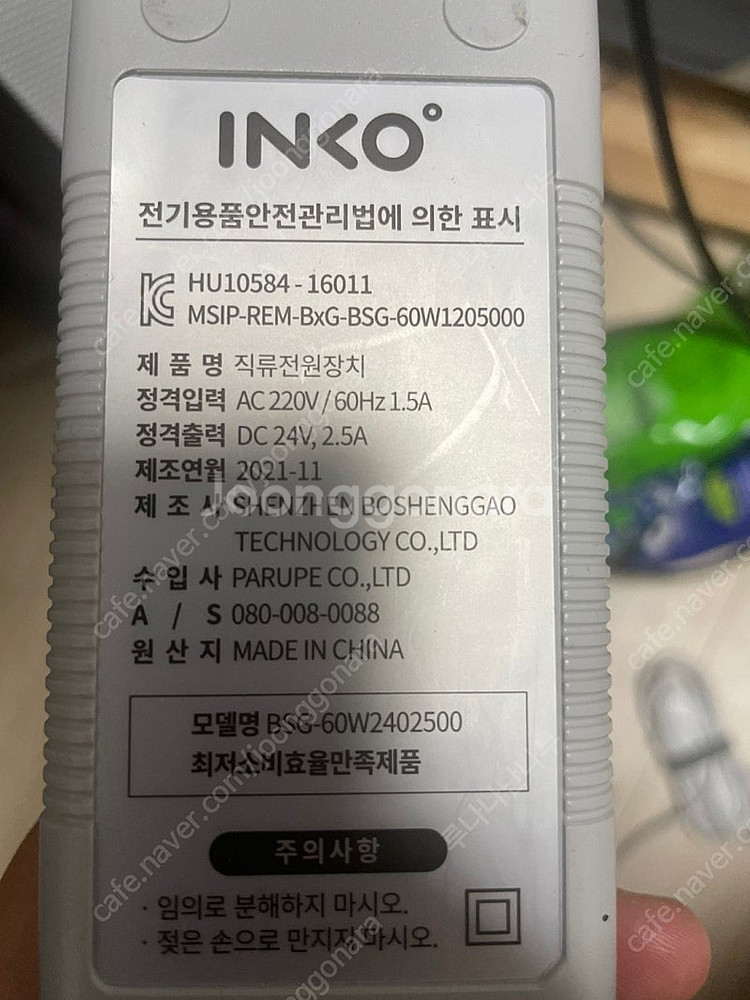 INKO°
전기용품안전관리법에 의한 표시
HU10584 - 16011
MSIP-REM-BxG-BSG-60W1205000
제 품 명 직류전원장치
정격입력 AC 220V / 60Hz 1.5A
정격출력 DC 24V, 2.5A
제조연월 2021-11
제 조 사 SHENZHEN BOSHENGGAO
TECHNOLOGY CO.,LTD
수 입 사 PARUPE CO.,LTD
A / S 080-008-0088
원 산 지 MADE IN CHINA
모델명 BSG-60W2402500
최저소비효율만족제품
주의사항
· 임의로 분해하지 마시오.
· 젖은 손으로 만지지 마시오.
joonggonara
cafe.naver.com/joonggonara